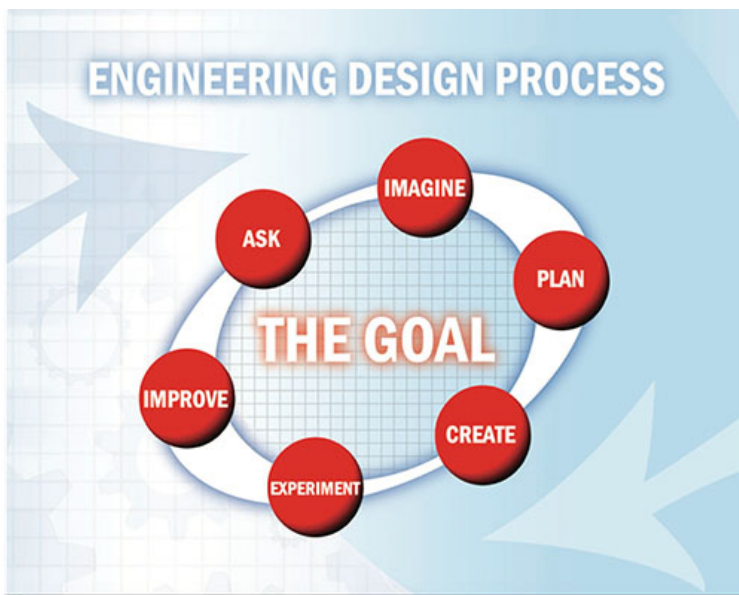 ENGINEERING DESIGN PROCESS
IMAGINE
ASK
PLAN
THE GOAL
IMPROVE
CREATE
EXPERIMENT